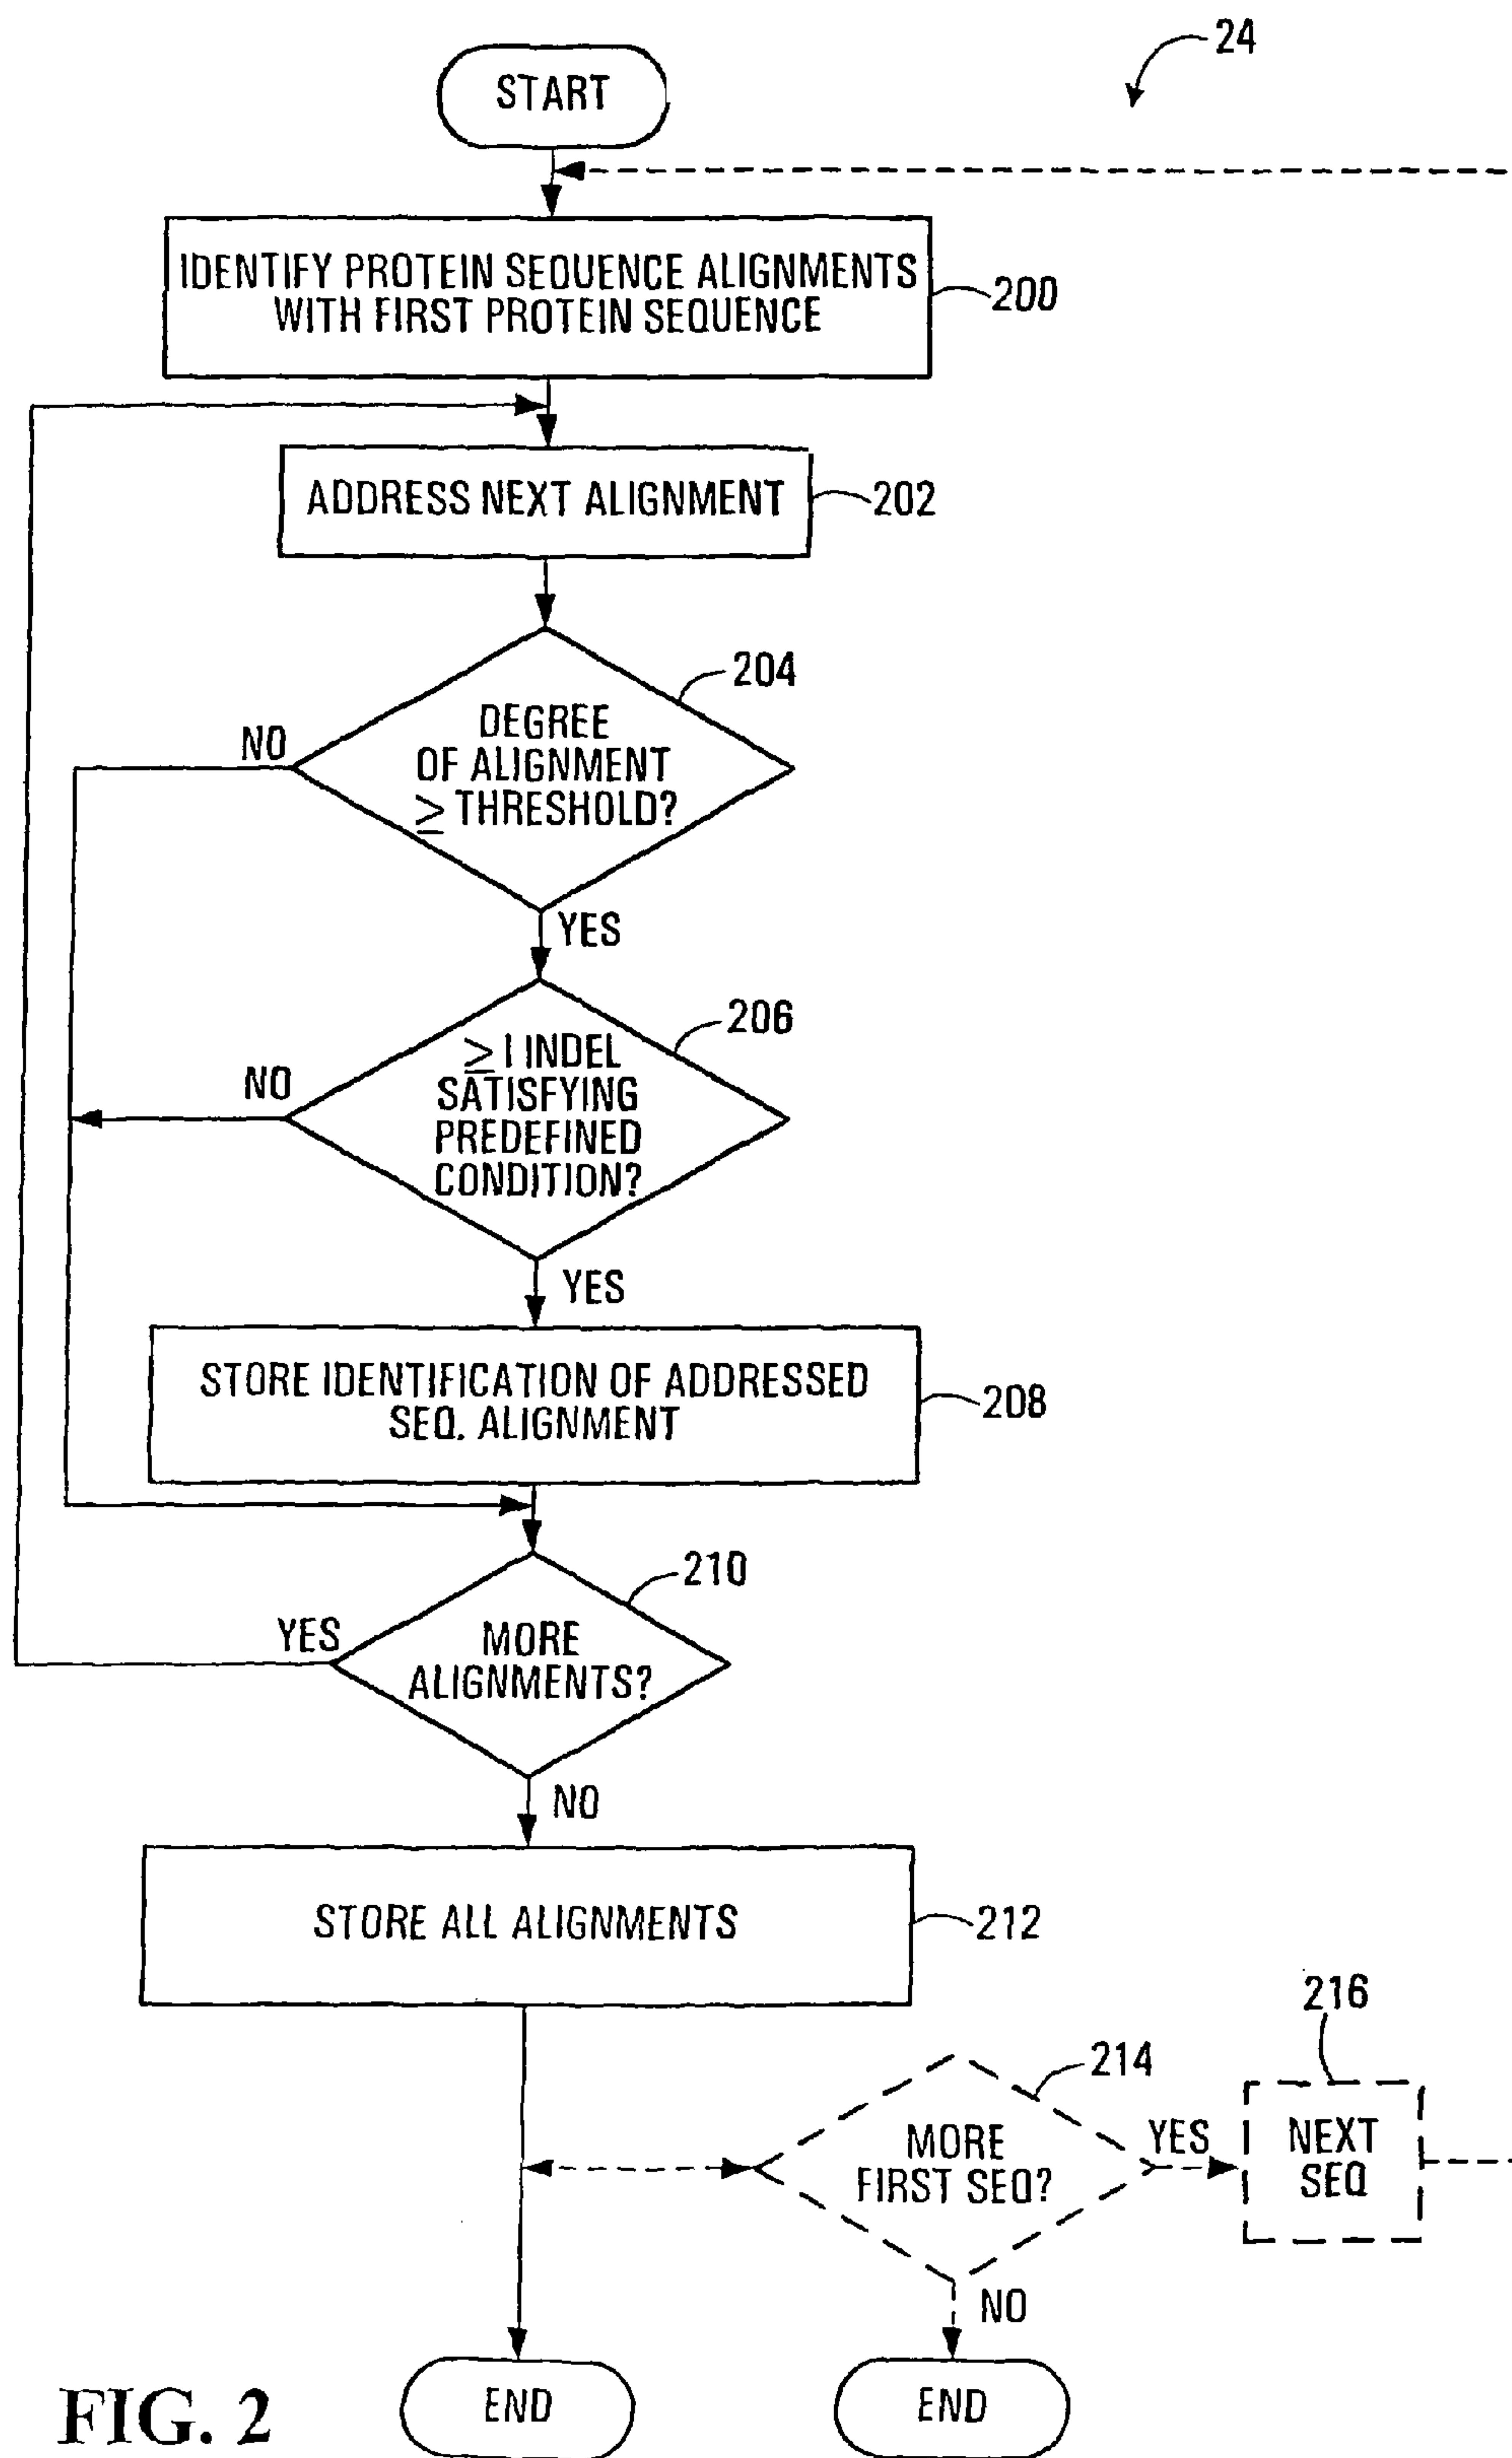 24
START
IDENTIFY PROTEIN SEQUENCE ALIGNMENTS
WITH FIRST PROTEIN SEQUENCE
200
ADDRESS NEXT ALIGNMENT
202
204
DEGREE
OF ALIGNMENT
≥ THRESHOLD?
NO
YES
206
≥ 1 INDEL
SATISFYING
PREDEFINED
CONDITION?
NO
YES
STORE IDENTIFICATION OF ADDRESSED
SEQ. ALIGNMENT
208
210
MORE
ALIGNMENTS?
YES
NO
STORE ALL ALIGNMENTS
212
214
MORE
FIRST SEQ?
YES
216
NEXT
SEQ
NO
END
END
FIG. 2